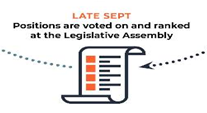 LATE SEPT
Positions are voted on and ranked
at the Legislative Assembly